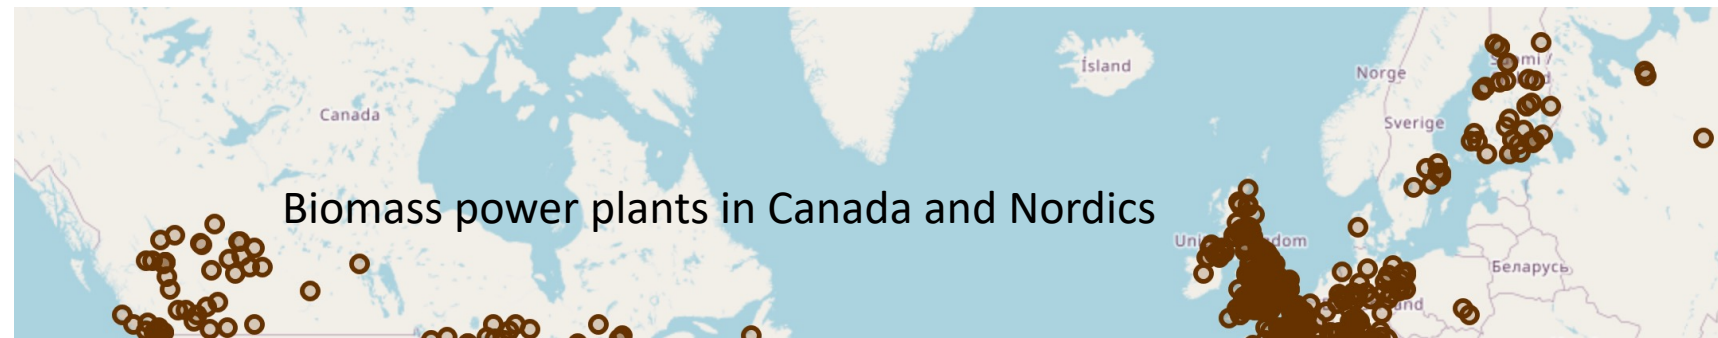 Ísland
Norge
Canada
Sverige
Biomass power plants in Canada and Nordics
Беларусь